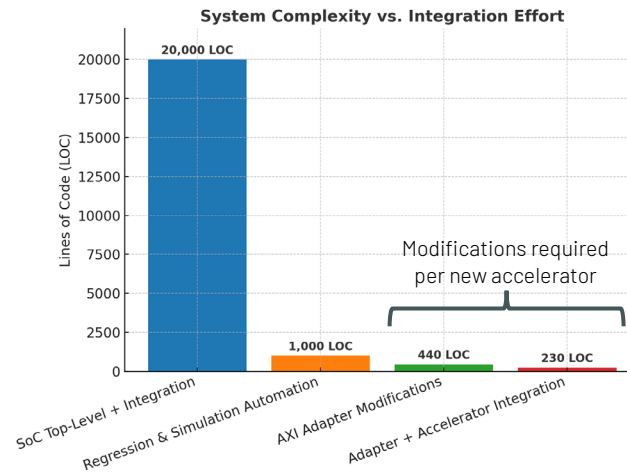 System Complexity vs. Integration Effort
20,000 LOC
20000
17500
15000
12500
10000
7500
5000
2500
0
Lines of Code (LOC)
Modifications required
per new accelerator
1,000 LOC
440 LOC
230 LOC
SoC Top-Level + Integration
Regression & Simulation Automation
AXI Adapter Modifications
Adapter + Accelerator Integration